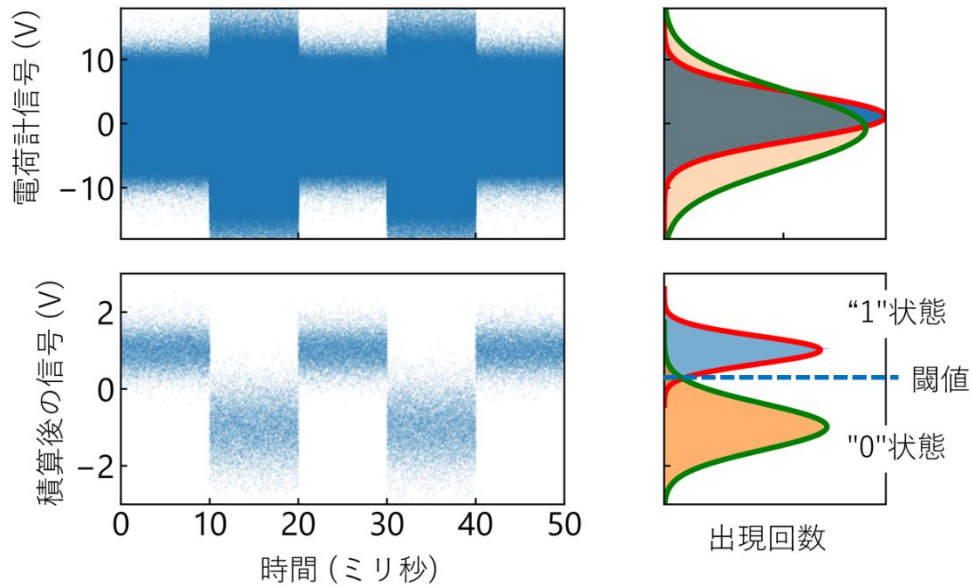 電荷計信号 (V)
10
0
−10
積算後の信号 (V)
2
0
−2
0 10 20 30 40 50
時間 (ミリ秒)
“1"状態
閾値
"0"状態
出現回数